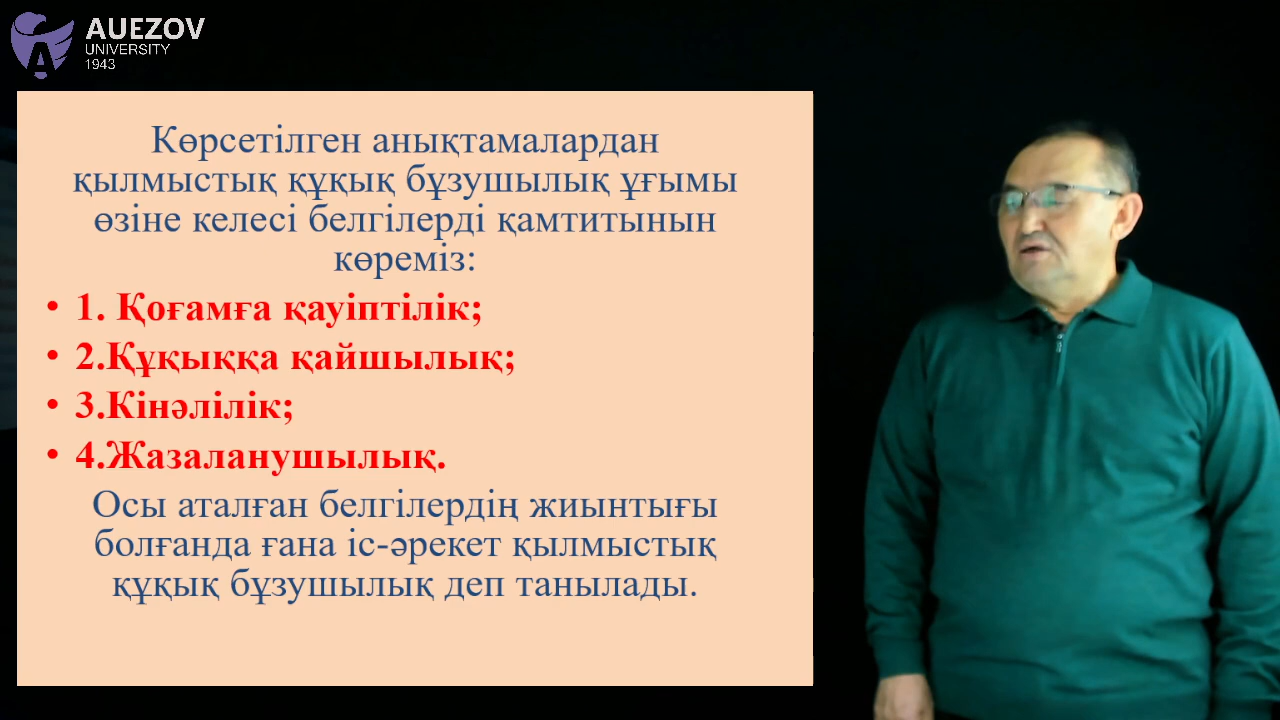 AUEZOV
UNIVERSITY
1943
Көрсетілген анықтамалардан
қылмыстық құқық бұзушылық ұғымы
өзіне келесі белгілерді қамтитынын
көреміз:
• 1. Қоғамға қауіптілік;
• 2.Құқыққа қайшылық;
• 3.Кінәлілік;
• 4.Жазаланушылық.
Осы аталған белгілердің жиынтығы
болғанда ғана іс-әрекет қылмыстық
құқық бұзушылық деп танылады.